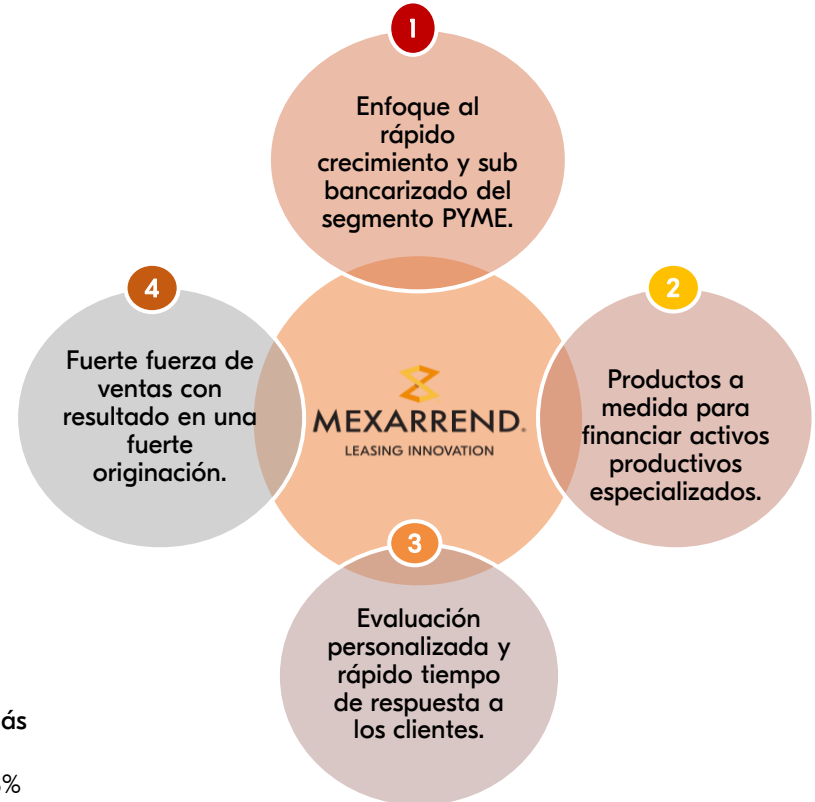 1
Enfoque al
rápido
crecimiento y sub
bancarizado del
segmento PYME.
4
Fuerte fuerza de
ventas con
resultado en una
fuerte
originación.
MEXARREND®
LEASING INNOVATION
2
Productos a
medida para
financiar activos
productivos
especializados.
3
Evaluación
personalizada y
rápido tiempo
de respuesta a
los clientes.
ás
%